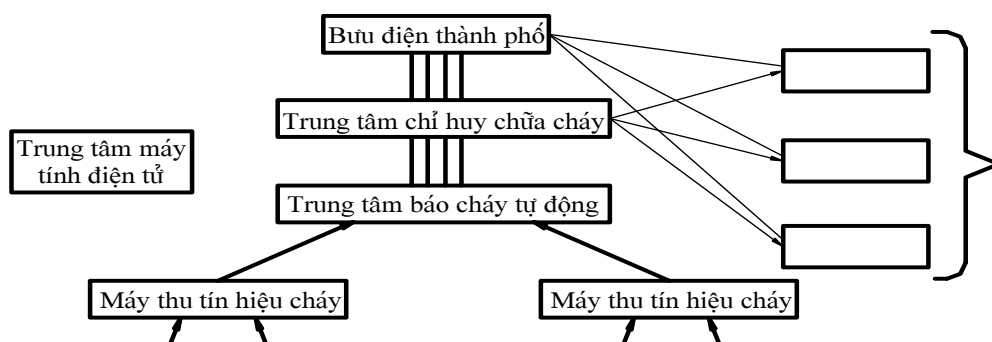 Bưu điện thành phố
Trung tâm chỉ huy chữa cháy
Trung tâm máy
tính điện tử
Trung tâm báo cháy tự động
Máy thu tín hiệu cháy
Máy thu tín hiệu cháy